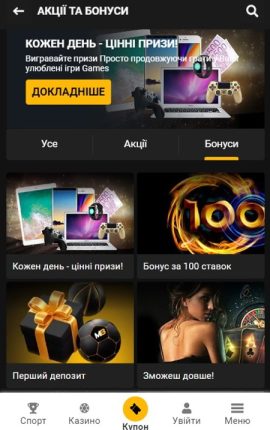 АКЦІЇ ТА БОНУСИ
КОЖЕН ДЕНЬ - ЦІННІ ПРИЗИ!
Вигравайте призи Просто продовжуючи грати у Ваші
улюблені ігри Games
ДОКЛАДНІШЕ
Усе
Акції
Бонуси
100
Кожен день - цінні призи!
Бонус за 100 ставок
Перший депозит
Зможеш довше!
Спорт
Казино
Купон
Увійти
Меню